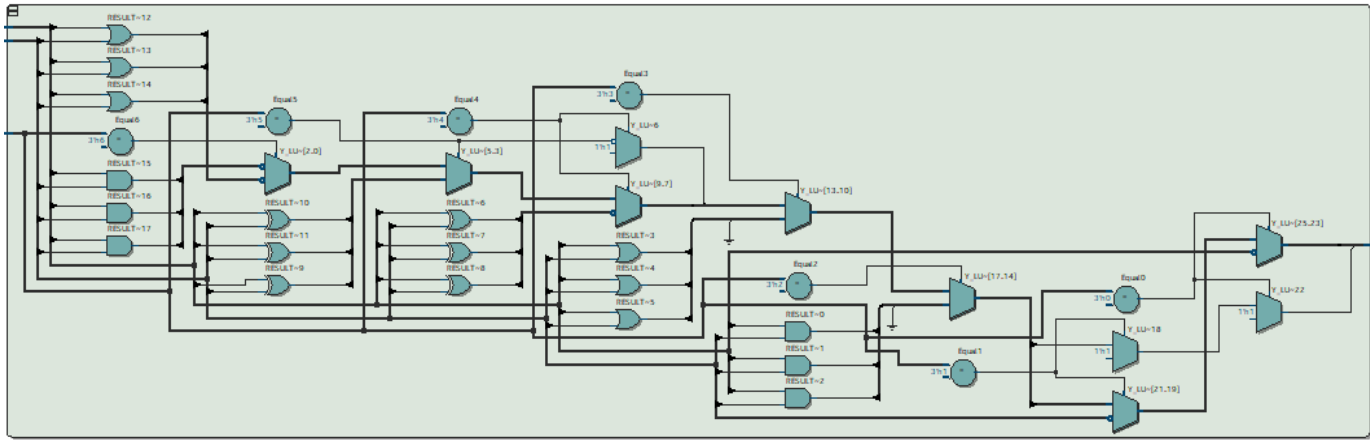 RESULT~12
RESULT~13
RESULT~14
Equal6
3'h6
RESULT~15
RESULT~16
RESULT~17
Equal5
3'h5
Y_LU~[2..0]
RESULT~10
RESULT~11
RESULT~9
Equal4
3'h4
Y_LU~[5..3]
RESULT~6
RESULT~7
RESULT~8
Equal3
3'h3
Y_LU~6
1'h1
Y_LU~[9..7]
RESULT~3
RESULT~4
RESULT~5
Y_LU~[13..10]
Equal2
3'h2
RESULT~0
RESULT~1
RESULT~2
Y_LU~[17..14]
Equal1
3'h1
Equal0
3'h0
Y_LU~18
1'h1
Y_LU~[21..19]
Y_LU~[25..23]
Y_LU~22
1'h1